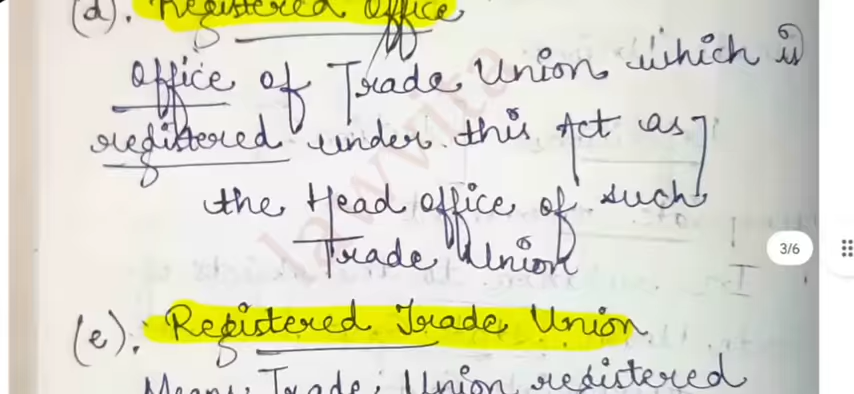 (d). Registered Office
Office of Trade Union which is
registered under this Act as
the Head office of such
Trade Union
3/6
(e). Registered Trade Union
Means Trade Union registered
lawvita